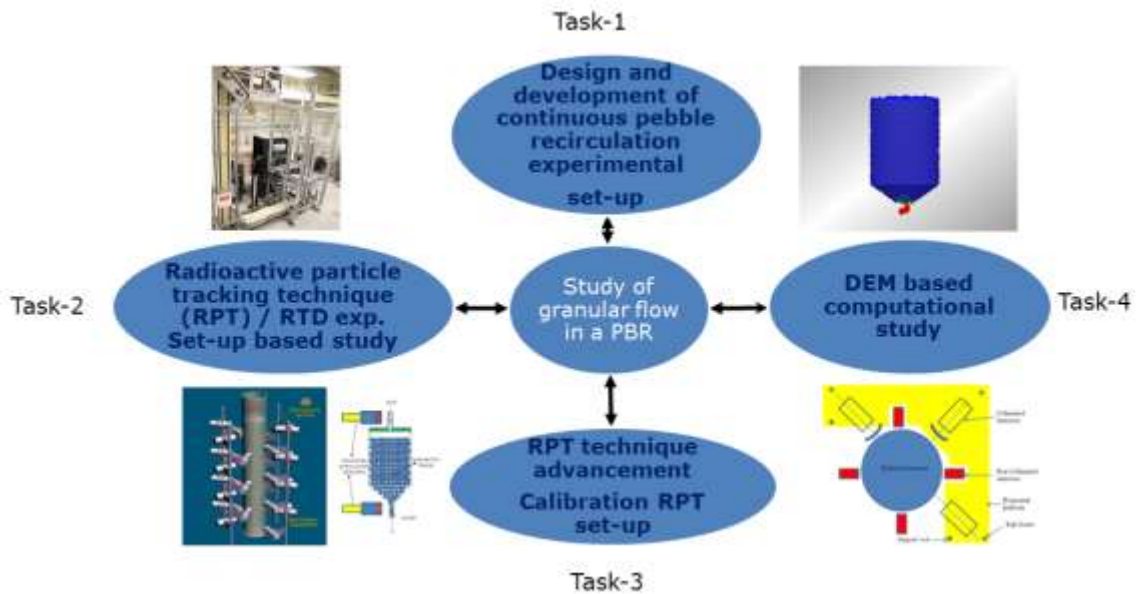 Task-1
Design and
development of
continuous pebble
recirculation
experimental
set-up
Task-2
Radioactive particle
tracking technique
(RPT) / RTD exp.
Set-up based study
Study of
granular flow
in a PBR
DEM based
computational
study
Task-4
RPT technique
advancement
Calibration RPT
set-up
Task-3